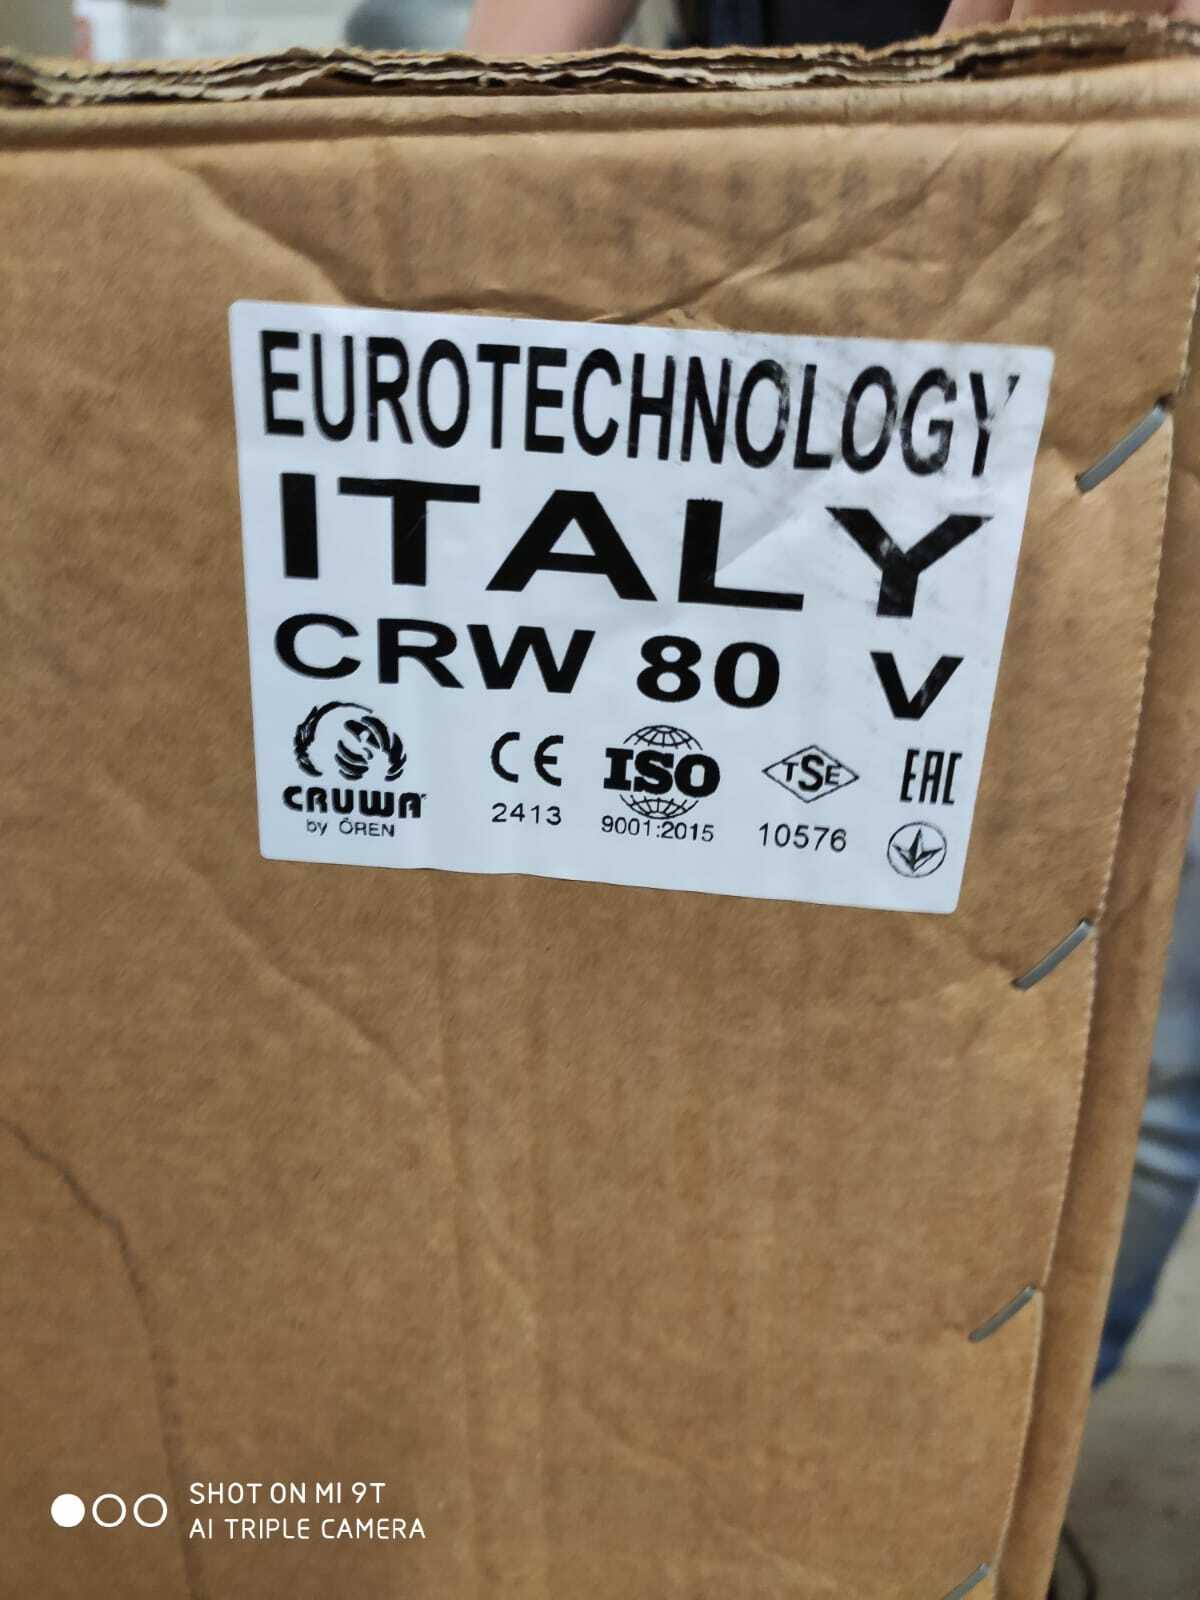 EUROTECHNOLOGY
ITALY
CRW 80 V
CRUWA
by ÖREN
CE
2413
ISO
9001:2015
TSE
10576
EAC
SHOT ON MI 9T
AI TRIPLE CAMERA